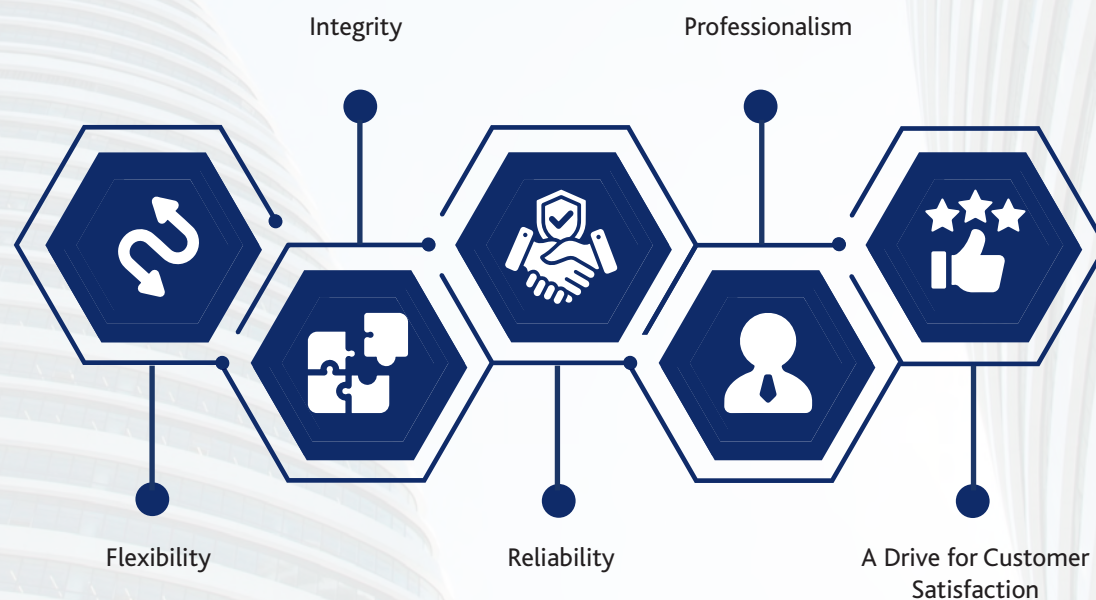 Integrity
Professionalism
Flexibility
Reliability
A Drive for Customer
Satisfaction